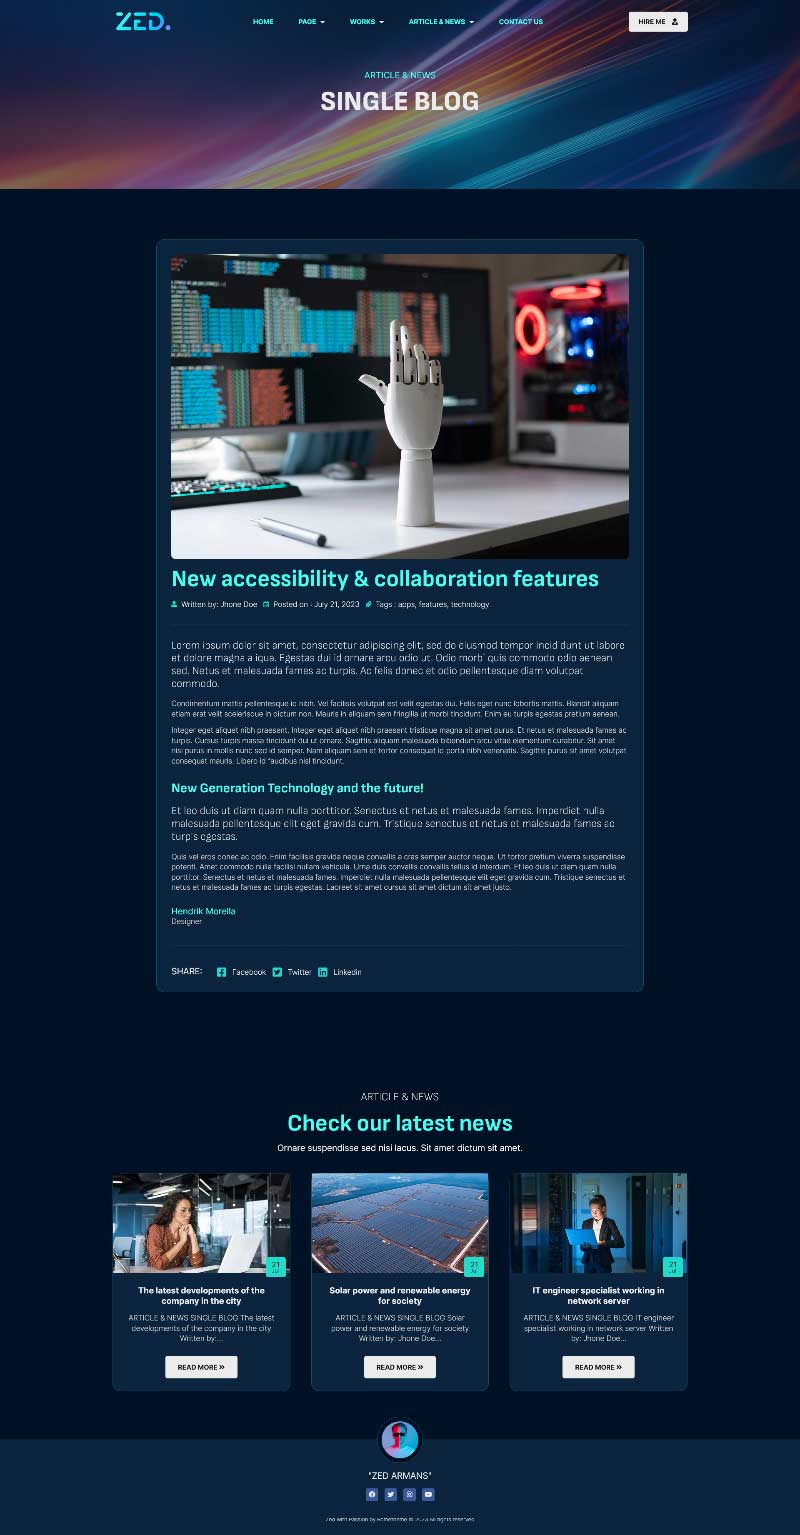 ZED.
HOME PAGE WORKS ARTICLE & NEWS CONTACT US HIRE ME
ARTICLE & NEWS
SINGLE BLOG
New accessibility & collaboration features
Written by: Jhone Doe Posted on : July 21, 2023 Tags : apps, features, technology
Lorem ipsum dolor sit amet, consectetur adipiscing elit, sed do eiusmod tempor incididunt ut labore
et dolore magna aliqua. Egestas dui id ornare arcu odio ut. Odio morbi quis commodo odio aenean
sed. Netus et malesuada fames ac turpis. Ac felis donec et odio pellentesque diam volutpat
commodo.
Condimentum mattis pellentesque id nibh. Vel facilisis volutpat est velit egestas dui. Felis eget nunc lobortis mattis. Blandit aliquam
etiam erat velit scelerisque in dictum non. Mauris in aliquam sem fringilla ut morbi tincidunt. Enim eu turpis egestas pretium aenean.
Integer eget aliquet nibh praesent. Integer eget aliquet nibh praesent tristique magna sit amet purus. Et netus et malesuada fames ac
turpis. Cursus turpis massa tincidunt dui ut ornare. Sagittis aliquam malesuada bibendum arcu vitae elementum curabitur. Sit amet
nisl purus in mollis nunc sed id semper. Nam aliquam sem et tortor consequat id porta nibh venenatis. Sagittis purus sit amet volutpat
consequat mauris. Libero id faucibus nisl tincidunt.
New Generation Technology and the future!
Et leo duis ut diam quam nulla porttitor. Senectus et netus et malesuada fames. Imperdiet nulla
malesuada pellentesque elit eget gravida cum. Tristique senectus et netus et malesuada fames ac
turpis egestas.
Quis vel eros donec ac odio. Enim facilisis gravida neque convallis a cras semper auctor neque. Ut tortor pretium viverra suspendisse
potenti. Amet commodo nulla facilisi nullam vehicula. Urna duis convallis convallis tellus id interdum. Et leo duis ut diam quam nulla
porttitor. Senectus et netus et malesuada fames. Imperdiet nulla malesuada pellentesque elit eget gravida cum. Tristique senectus et
netus et malesuada fames ac turpis egestas. Laoreet sit amet cursus sit amet dictum sit amet justo.
Hendrik Morella
Designer
SHARE: Facebook Twitter Linkedin
ARTICLE & NEWS
Check our latest news
Ornare suspendisse sed nisi lacus. Sit amet dictum sit amet.
21
Jul
The latest developments of the
company in the city
ARTICLE & NEWS SINGLE BLOG The latest
developments of the company in the city
Written by:...
READ MORE
21
Jul
Solar power and renewable energy
for society
ARTICLE & NEWS SINGLE BLOG Solar
power and renewable energy for society
Written by: Jhone Doe...
READ MORE
21
Jul
IT engineer specialist working in
network server
ARTICLE & NEWS SINGLE BLOG IT engineer
specialist working in network server Written
by: Jhone Doe...
READ MORE
"ZED ARMANS"
Zed with Passion by Rometheme © 2023 All rights reserved